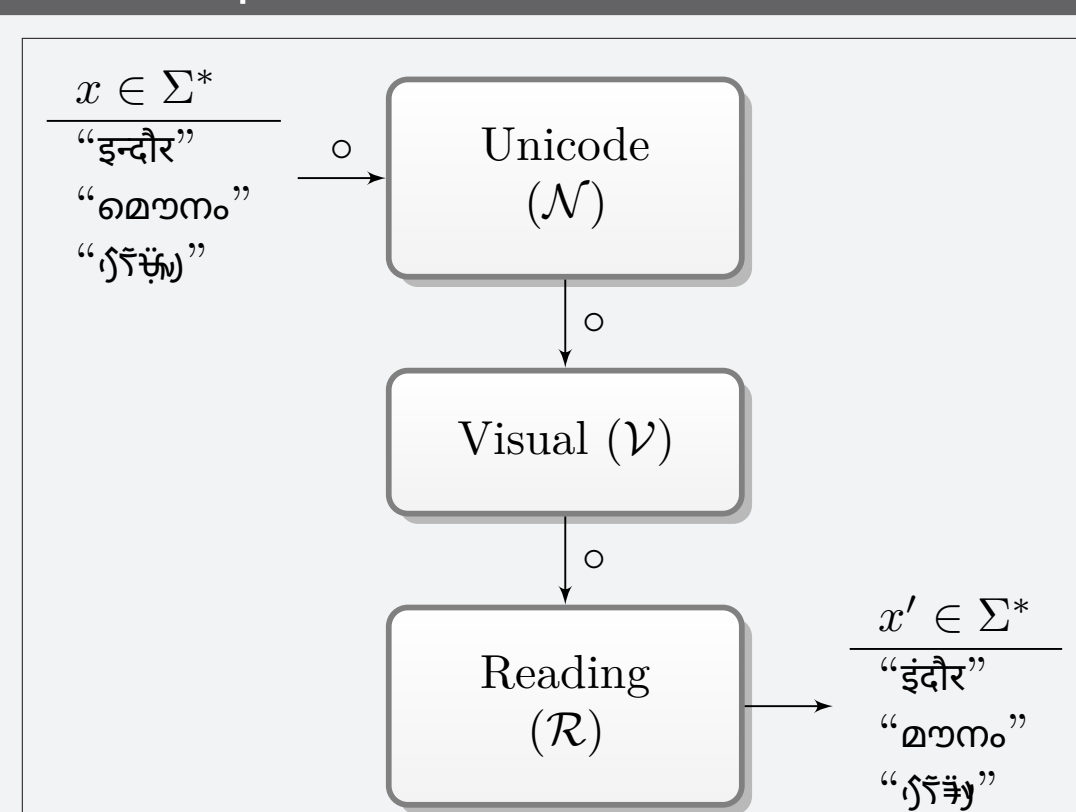 x ∈ Σ*
“इन्दौर”
“മൌനം”
○
Unicode
(𝒩)
○
Visual (𝒱)
○
Reading
(ℛ)
x′ ∈ Σ*
“इंदौर”
“മൗനം”